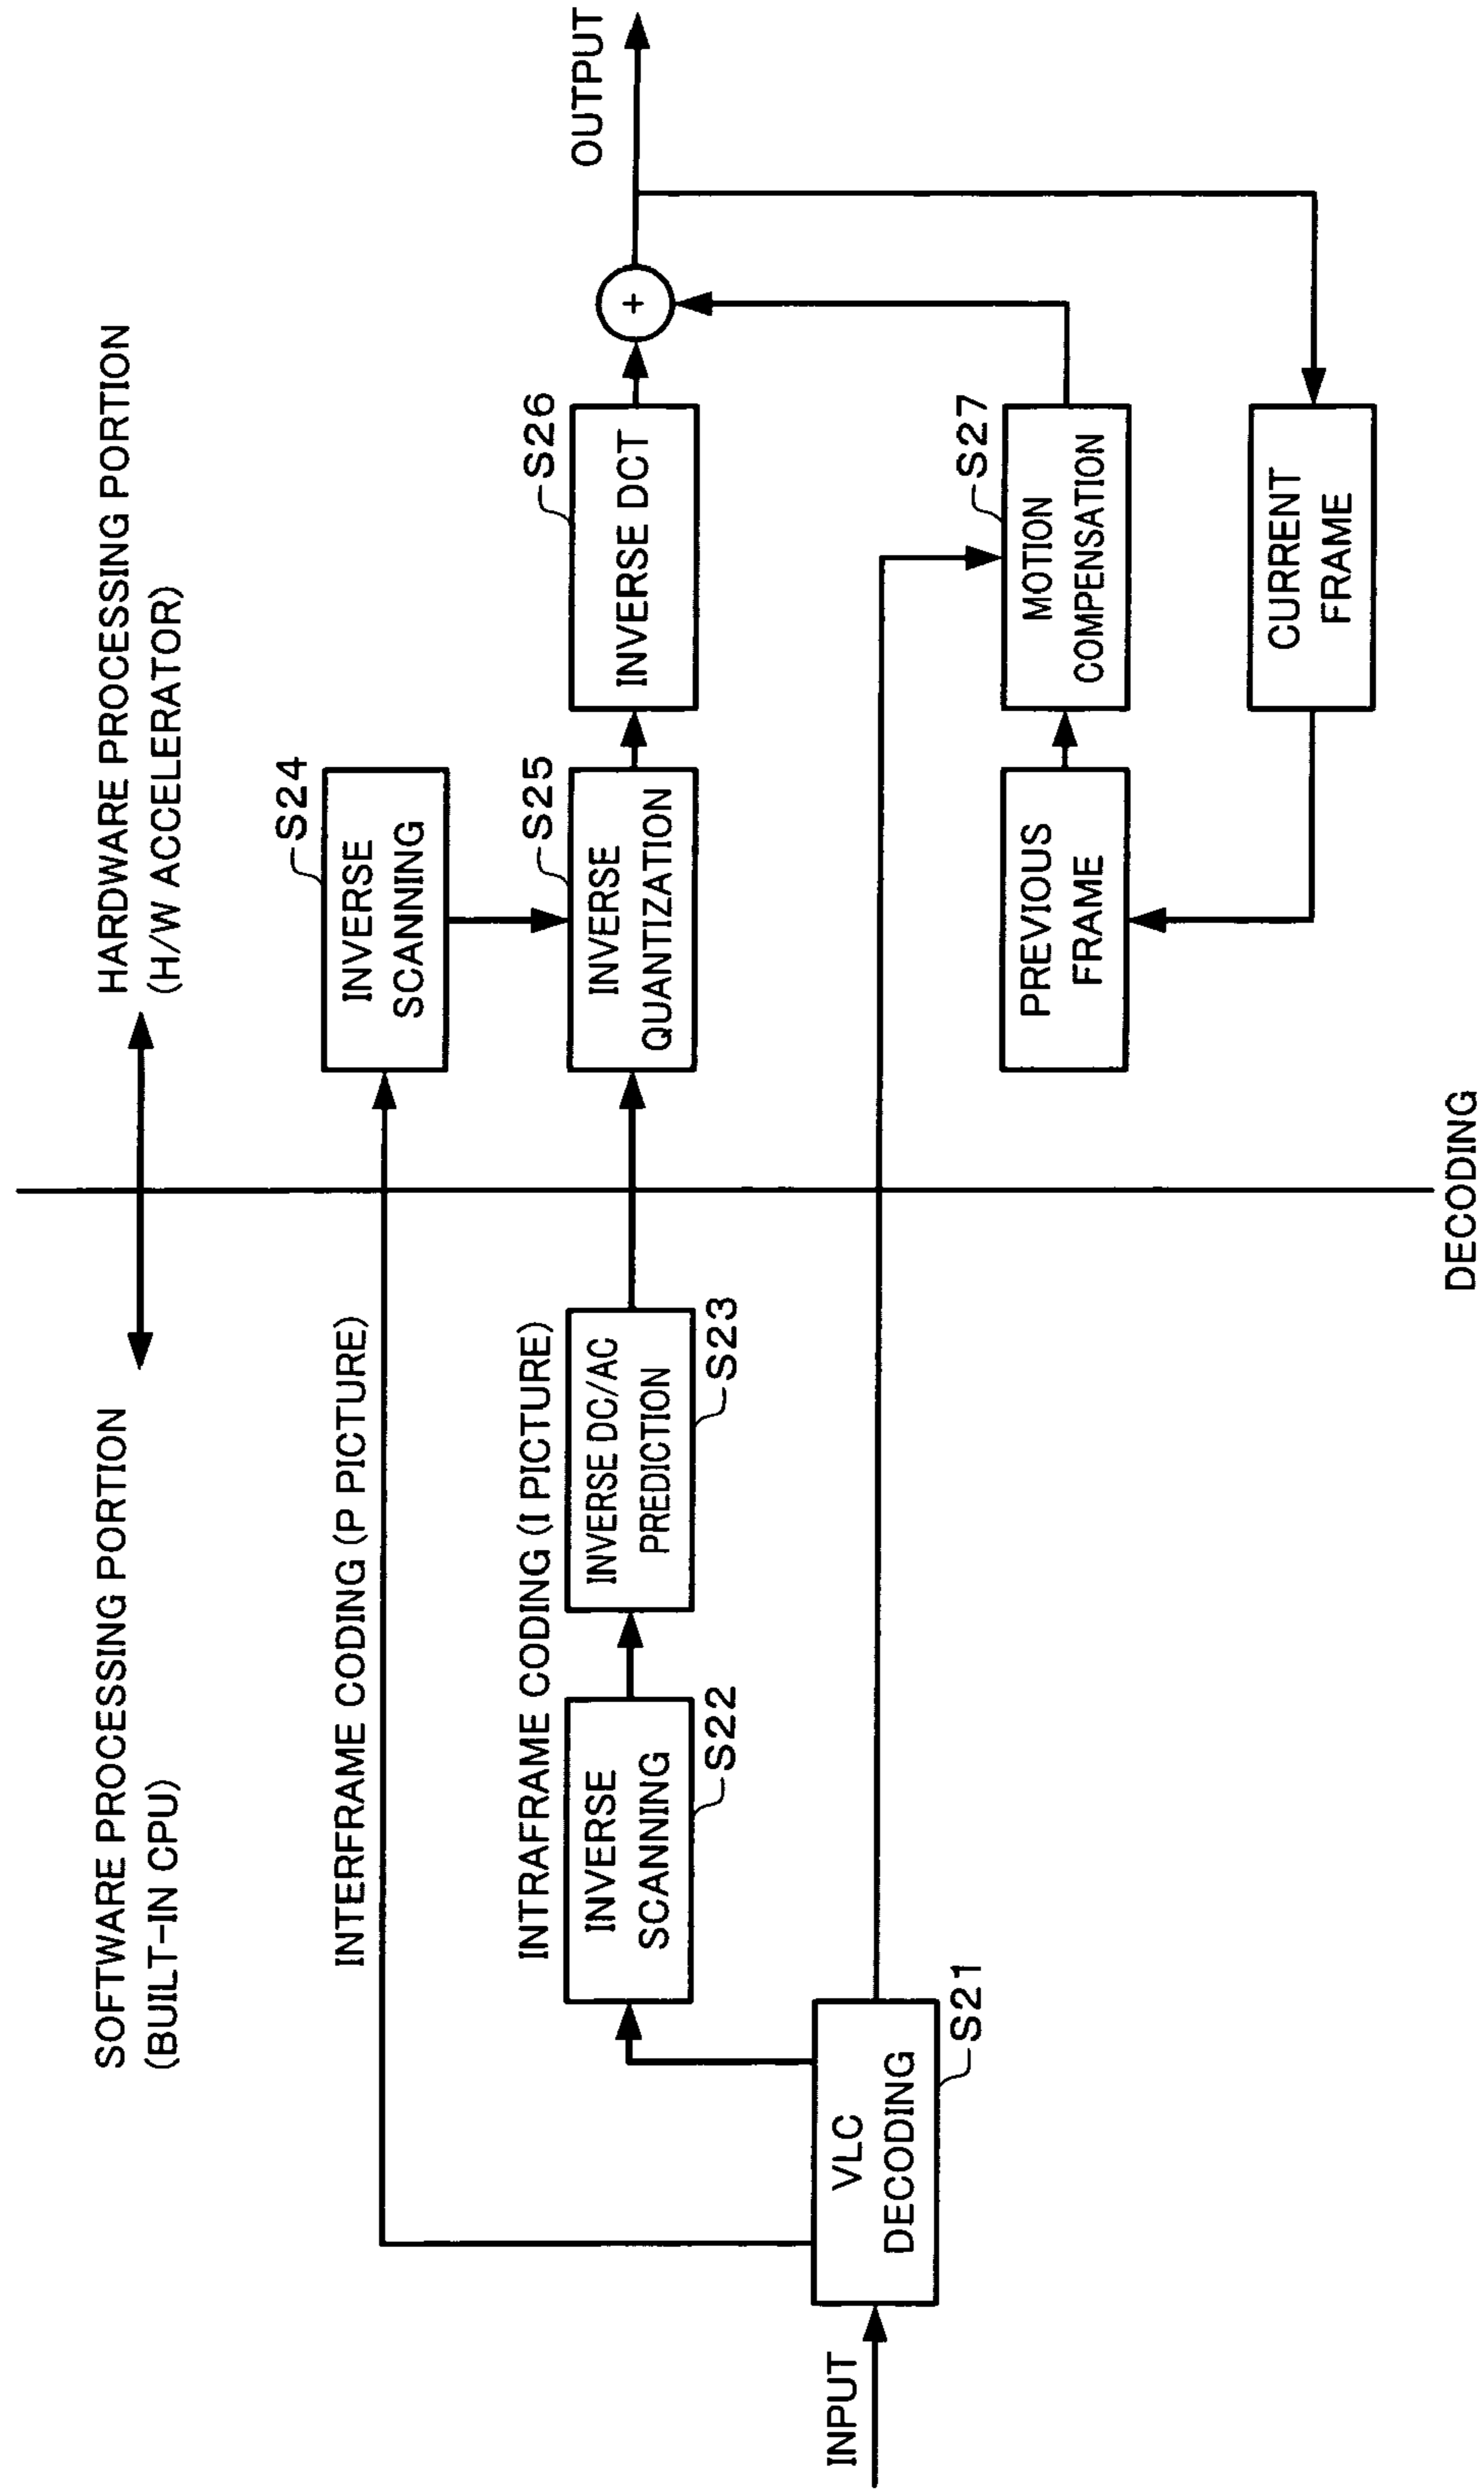 SOFTWARE PROCESSING PORTION
(BUILT-IN CPU)
HARDWARE PROCESSING PORTION
(H/W ACCELERATOR)
INTERFRAME CODING (P PICTURE)
S24
INVERSE
SCANNING
INTRAFRAME CODING (I PICTURE)
INVERSE
SCANNING
S22
INVERSE DC/AC
PREDICTION
S23
S25
INVERSE
QUANTIZATION
S26
INVERSE DCT
+
OUTPUT
INPUT
VLC
DECODING
S21
PREVIOUS
FRAME
S27
MOTION
COMPENSATION
CURRENT
FRAME
DECODING